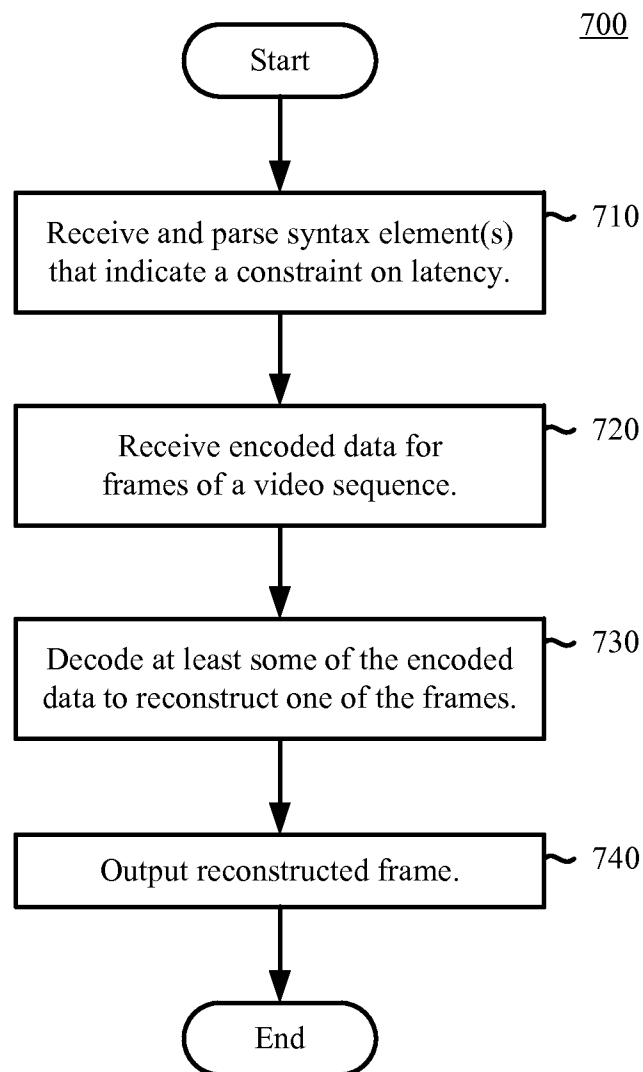 700
Start
Receive and parse syntax element(s)
that indicate a constraint on latency.
710
Receive encoded data for
frames of a video sequence.
720
Decode at least some of the encoded
data to reconstruct one of the frames.
730
Output reconstructed frame.
740
End